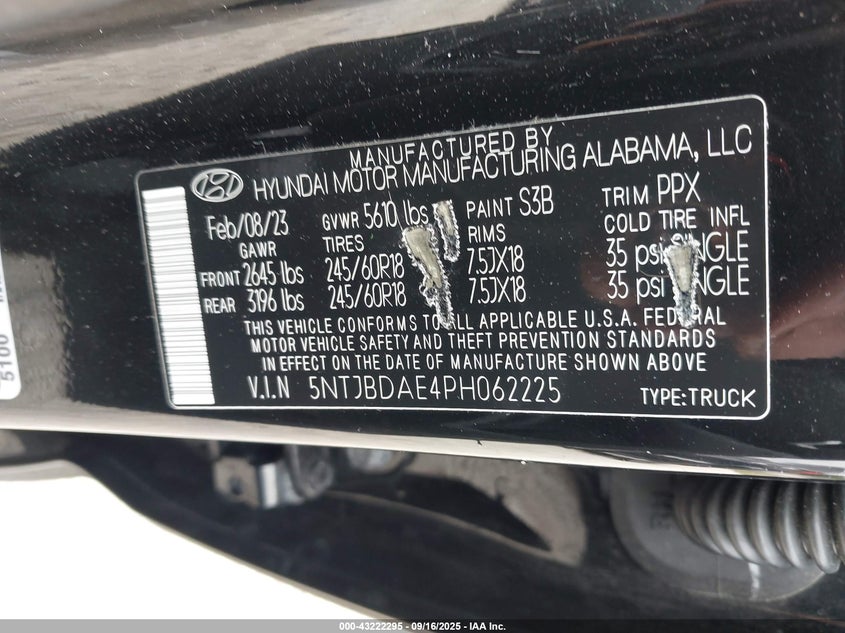 MANUFACTURED BY
HYUNDAI MOTOR MANUFACTURING ALABAMA, LLC
Feb/08/23 GVWR 5610 lbs PAINT S3B TRIM PPX
GAWR TIRES RIMS COLD TIRE INFL
FRONT 2645 lbs 245/60R18 7.5JX18 35 psi
REAR 3196 lbs 245/60R18 7.5JX18 35 psi
THIS VEHICLE CONFORMS TO ALL APPLICABLE U.S.A. FEDERAL
MOTOR VEHICLE SAFETY AND THEFT PREVENTION STANDARDS
IN EFFECT ON THE DATE OF MANUFACTURE SHOWN ABOVE
V.I.N 5NTJBDAE4PH062225 TYPE:TRUCK
5100
000-43222295 - 09/16/2025 - IAA Inc.